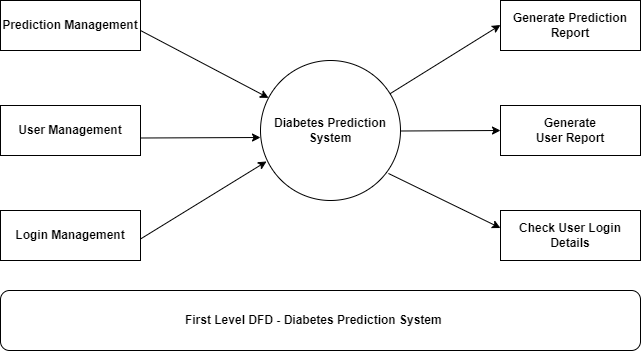 Prediction Management
Generate Prediction
Report
User Management
Diabetes Prediction
System
Generate
User Report
Login Management
Check User Login
Details
First Level DFD - Diabetes Prediction System